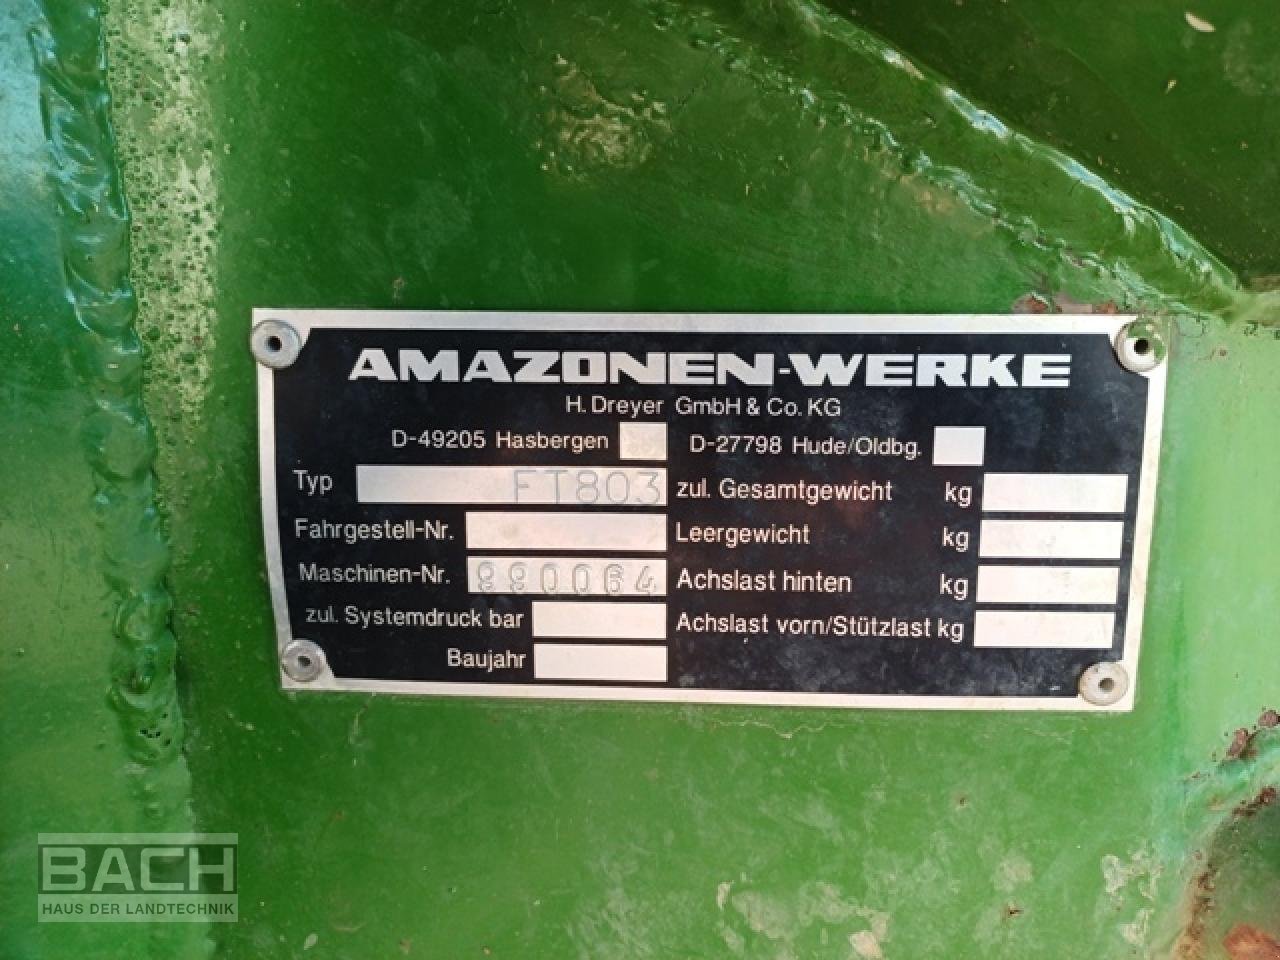 AMAZONEN-WERKE
H. Dreyer GmbH & Co. KG
D-49205 Hasbergen D-27798 Hude/Oldbg.
Typ FT803 zul. Gesamtgewicht kg
Fahrgestell-Nr. Leergewicht kg
Maschinen-Nr. 990064 Achslast hinten kg
zul. Systemdruck bar Achslast vorn/Stützlast kg
Baujahr
BACH
HAUS DER LANDTECHNIK